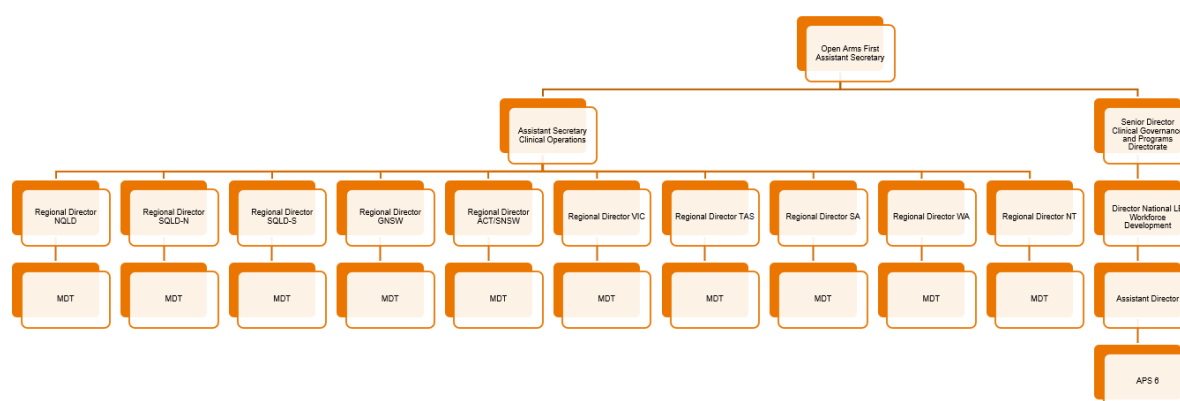 Open Arms First
Assistant Secretary
Assistant Secretary
Clinical Operations
Senior Director
Clinical Governance
and Programs
Directorate
Regional Director
NQLD
Regional Director
SQLD-N
Regional Director
SQLD-S
Regional Director
GNSW
Regional Director
ACT/SNSW
Regional Director VIC
Regional Director TAS
Regional Director SA
Regional Director WA
Regional Director NT
Director National LE
Workforce
Development
MDT
MDT
MDT
MDT
MDT
MDT
MDT
MDT
MDT
MDT
Assistant Director
APS 6